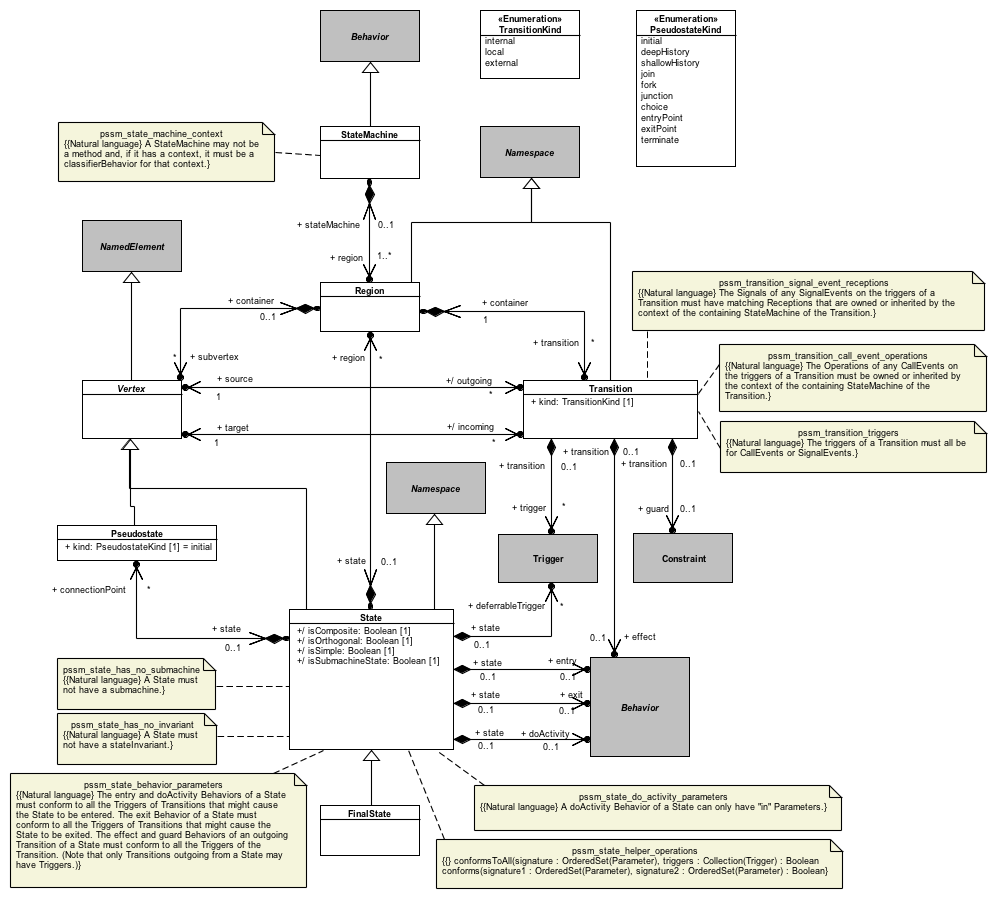 Behavior
«Enumeration»
TransitionKind
internal
local
external
«Enumeration»
PseudostateKind
initial
deepHistory
shallowHistory
join
fork
junction
choice
entryPoint
exitPoint
terminate
pssm_state_machine_context
{{Natural language} A StateMachine may not be
a method and, if it has a context, it must be a
classifierBehavior for that context.}
StateMachine
Namespace
+ stateMachine
0..1
+ region
1..*
NamedElement
Region
+ container
0..1
+ container
1
pssm_transition_signal_event_receptions
{{Natural language} The Signals of any SignalEvents on the triggers of a
Transition must have matching Receptions that are owned or inherited by the
context of the containing StateMachine of the Transition.}
*
+ subvertex
+ region
*
+ transition
*
pssm_transition_call_event_operations
{{Natural language} The Operations of any CallEvents on
the triggers of a Transition must be owned or inherited by
the context of the containing StateMachine of the
Transition.}
Vertex
+ source
1
+/ outgoing
*
Transition
+ kind: TransitionKind [1]
+ target
1
+/ incoming
*
pssm_transition_triggers
{{Natural language} The triggers of a Transition must all be
for CallEvents or SignalEvents.}
+ transition
0..1
+ transition
0..1
+ transition
0..1
Namespace
+ trigger
*
+ guard
0..1
Pseudostate
+ kind: PseudostateKind [1] = initial
Trigger
Constraint
+ connectionPoint
*
+ state
0..1
+ deferrableTrigger
*
State
+/ isComposite: Boolean [1]
+/ isOrthogonal: Boolean [1]
+/ isSimple: Boolean [1]
+/ isSubmachineState: Boolean [1]
+ state
0..1
+ state
0..1
0..1
+ effect
pssm_state_has_no_submachine
{{Natural language} A State must
not have a submachine.}
+ state
0..1
+ entry
0..1
+ state
0..1
+ exit
0..1
+ state
0..1
+ doActivity
0..1
Behavior
pssm_state_has_no_invariant
{{Natural language} A State must
not have a stateInvariant.}
pssm_state_behavior_parameters
{{Natural language} The entry and doActivity Behaviors of a State
must conform to all the Triggers of Transitions that might cause
the State to be entered. The exit Behavior of a State must
conform to all the Triggers of Transitions that might cause the
State to be exited. The effect and guard Behaviors of an outgoing
Transition of a State must conform to all the Triggers of the
Transition. (Note that only Transitions outgoing from a State may
have Triggers.)}
FinalState
pssm_state_do_activity_parameters
{{Natural language} A doActivity Behavior of a State can only have "in" Parameters.}
pssm_state_helper_operations
{{} conformsToAll(signature : OrderedSet(Parameter), triggers : Collection(Trigger) : Boolean
conforms(signature1 : OrderedSet(Parameter), signature2 : OrderedSet(Parameter) : Boolean}